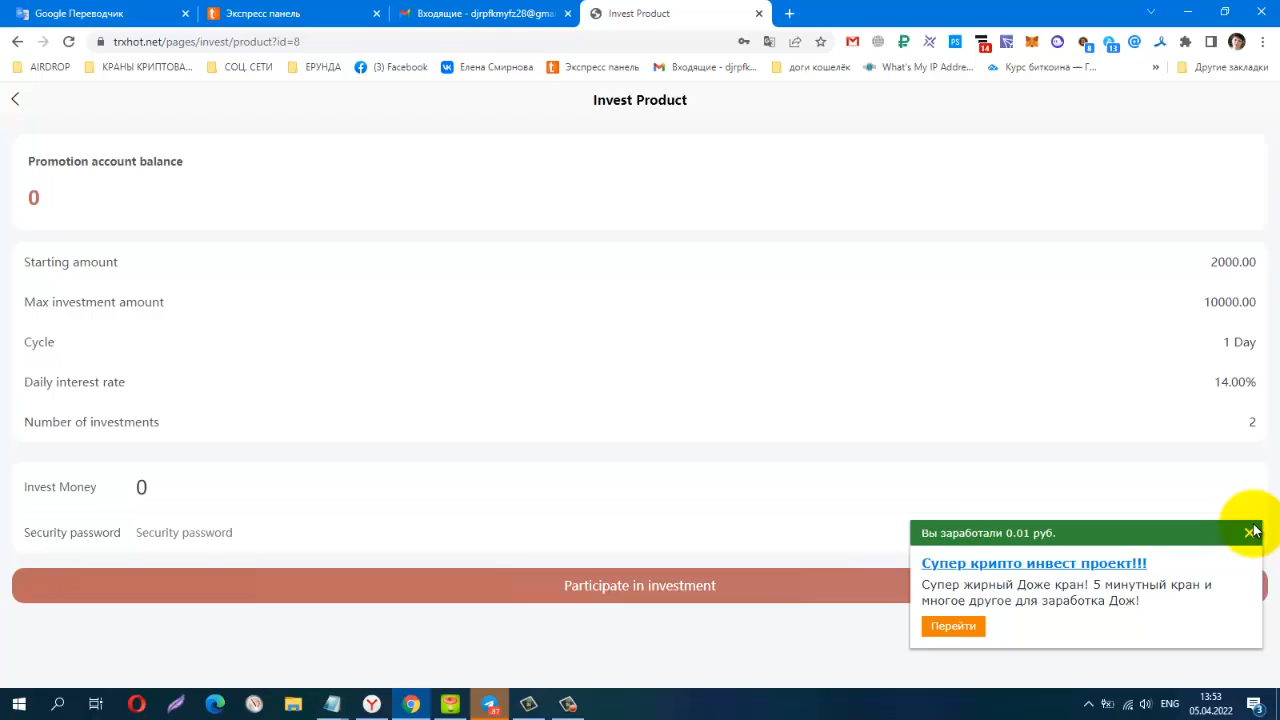 Google Переводчик
Экспресс панель
Входящие - djrpfkmyfz28@gma
Invest Product
trxhot.net/pages/invest/product?id=8
14
8
13
AIRDROP
КРАНЫ КРИПТОВА...
СОЦ. СЕТИ
ЕРУНДА
(3) Facebook
Елена Смирнова
Экспресс панель
Входящие - djrpfk...
доги кошелёк
What's My IP Addre...
Курс биткоина — Г...
»
Другие закладки
Invest Product
Promotion account balance
0
Starting amount 2000.00
Max investment amount 10000.00
Cycle 1 Day
Daily interest rate 14.00%
Number of investments 2
Invest Money 0
Security password Security password
Participate in investment
Вы заработали 0.01 руб.
Супер крипто инвест проект!!!
Супер жирный Доже кран! 5 минутный кран и
многое другое для заработка Дож!
Перейти
87
ENG
13:53
05.04.2022
3